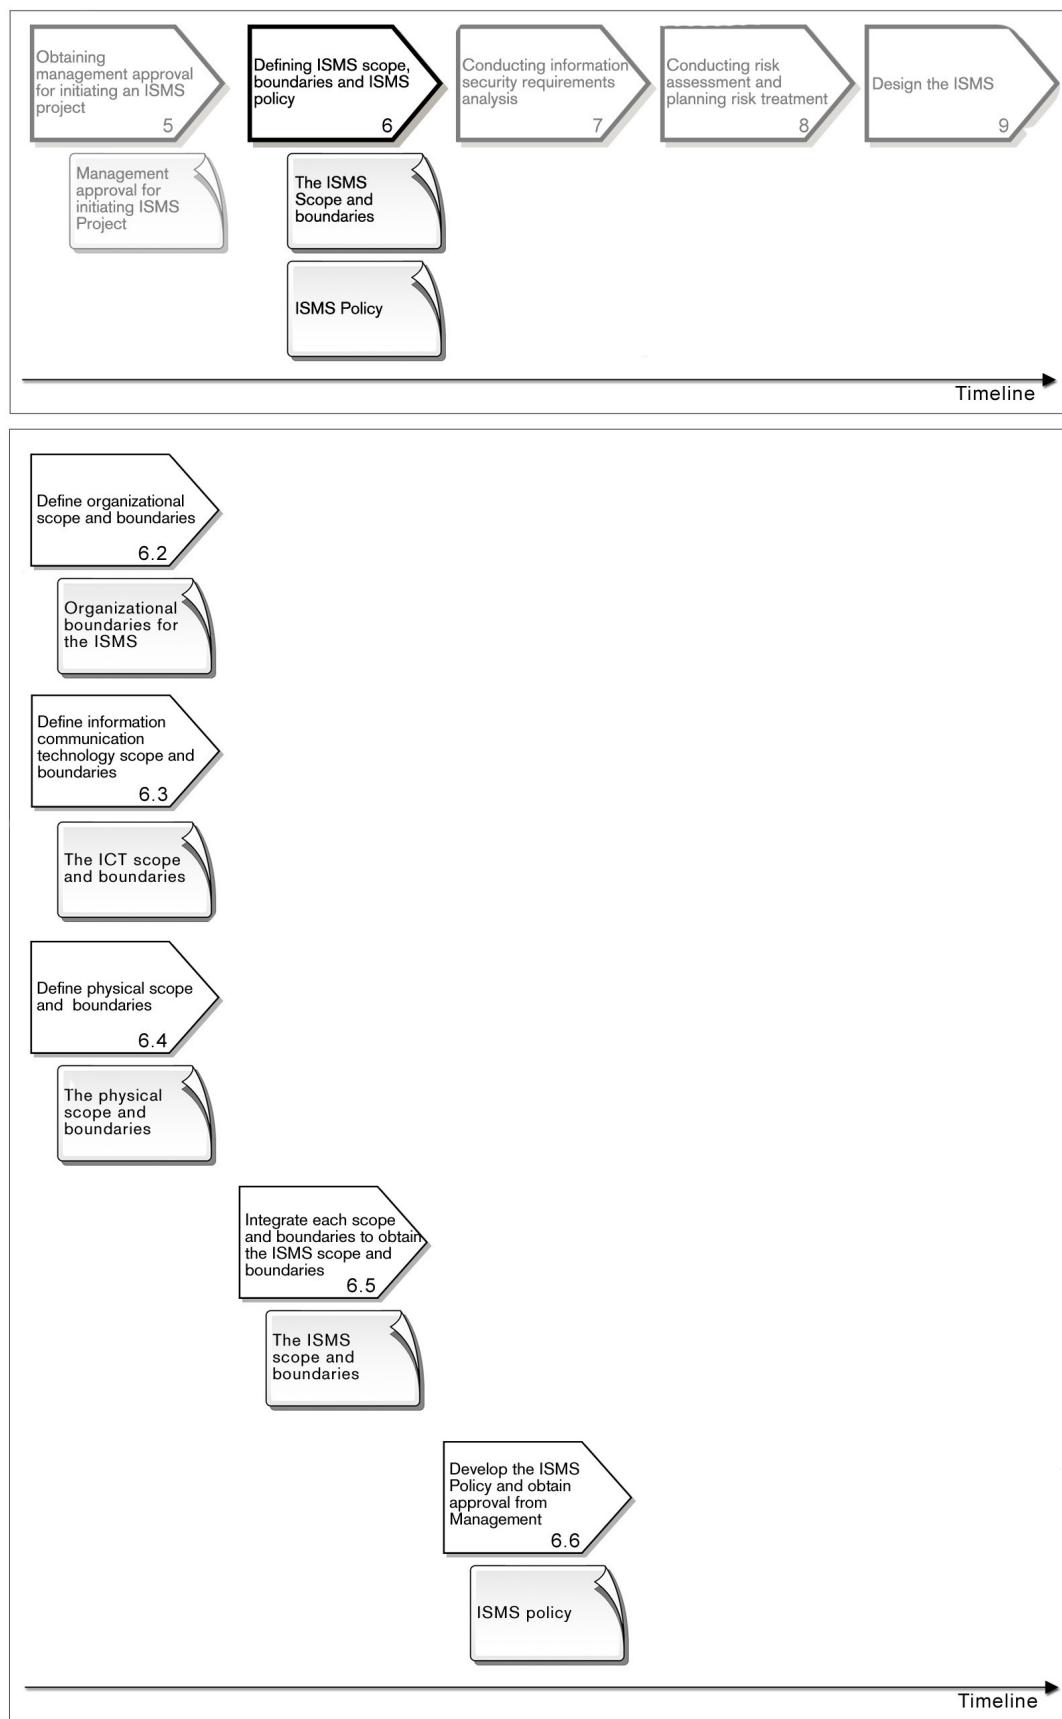 Obtaining
management approval
for initiating an ISMS
project
5
Defining ISMS scope,
boundaries and ISMS
policy
6
Conducting information
security requirements
analysis
7
Conducting risk
assessment and
planning risk treatment
8
Design the ISMS
9
Management
approval for
initiating ISMS
Project
The ISMS
Scope and
boundaries
ISMS Policy
Timeline
Define organizational
scope and boundaries
6.2
Organizational
boundaries for
the ISMS
Define information
communication
technology scope and
boundaries
6.3
The ICT scope
and boundaries
Define physical scope
and boundaries
6.4
The physical
scope and
boundaries
Integrate each scope
and boundaries to obtain
the ISMS scope and
boundaries
6.5
The ISMS
scope and
boundaries
Develop the ISMS
Policy and obtain
approval from
Management
6.6
ISMS policy
Timeline